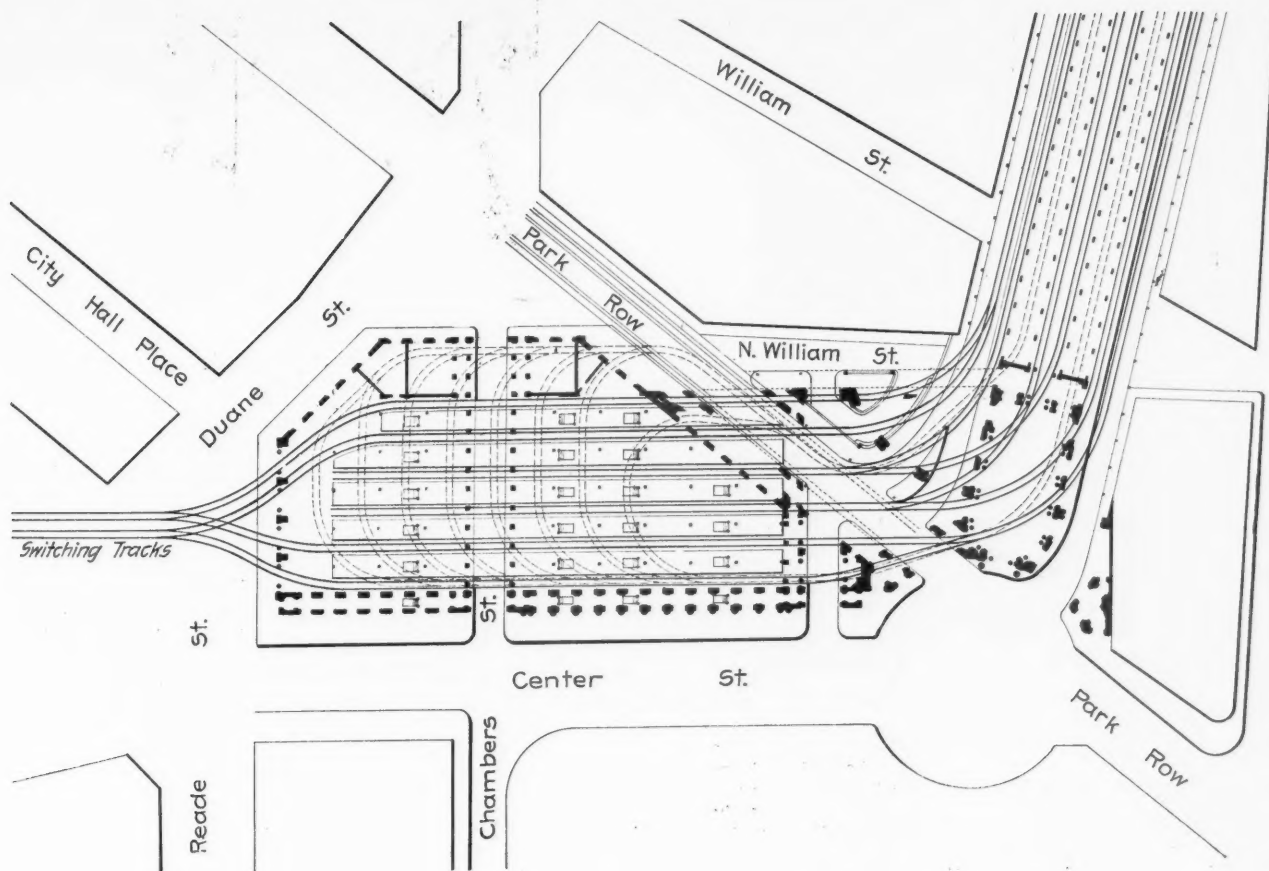 William St.
Park Row
City Hall Place
N. William St.
Duane St.
Switching Tracks
Center St.
Reade St.
Chambers St.
Park Row